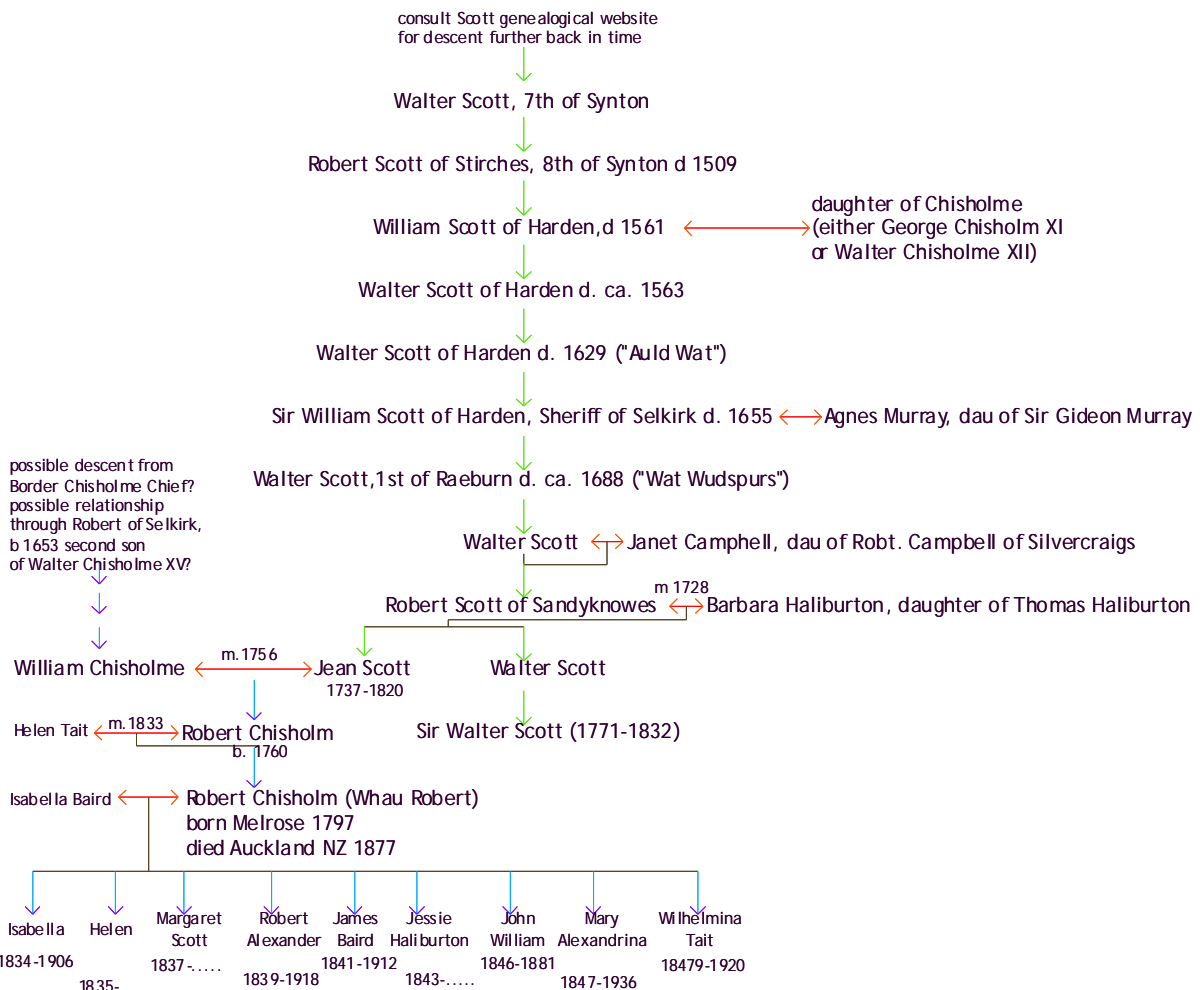 consult Scott genealogical website
for descent further back in time
Walter Scott, 7th of Synton
Robert Scott of Stirches, 8th of Synton d 1509
William Scott of Harden,d 1561
daughter of Chisholme
(either George Chisholm XI
or Walter Chisholme XII)
Walter Scott of Harden d. ca. 1563
Walter Scott of Harden d. 1629 ("Auld Wat")
Sir William Scott of Harden, Sheriff of Selkirk d. 1655
Agnes Murray, dau of Sir Gideon Murray
possible descent from
Border Chisholme Chief?
possible relationship
through Robert of Selkirk,
b 1653 second son
of Walter Chisholme XV?
Walter Scott,1st of Raeburn d. ca. 1688 ("Wat Wudspurs")
Walter Scott
Janet Camphell, dau of Robt. Campbell of Silvercraigs
m 1728
Robert Scott of Sandyknowes
Barbara Haliburton, daughter of Thomas Haliburton
William Chisholme
m.1756
Jean Scott
1737-1820
Walter Scott
Helen Tait
m.1833
Robert Chisholm
b. 1760
Sir Walter Scott (1771-1832)
Isabella Baird
Robert Chisholm (Whau Robert)
born Melrose 1797
died Auckland NZ 1877
Isabella
1834-1906
Helen
1835-
Margaret
Scott
1837-.....
Robert
Alexander
1839-1918
James
Baird
1841-1912
Jessie
Haliburton
1843-.....
John
William
1846-1881
Mary
Alexandrina
1847-1936
Wilhelmina
Tait
18479-1920